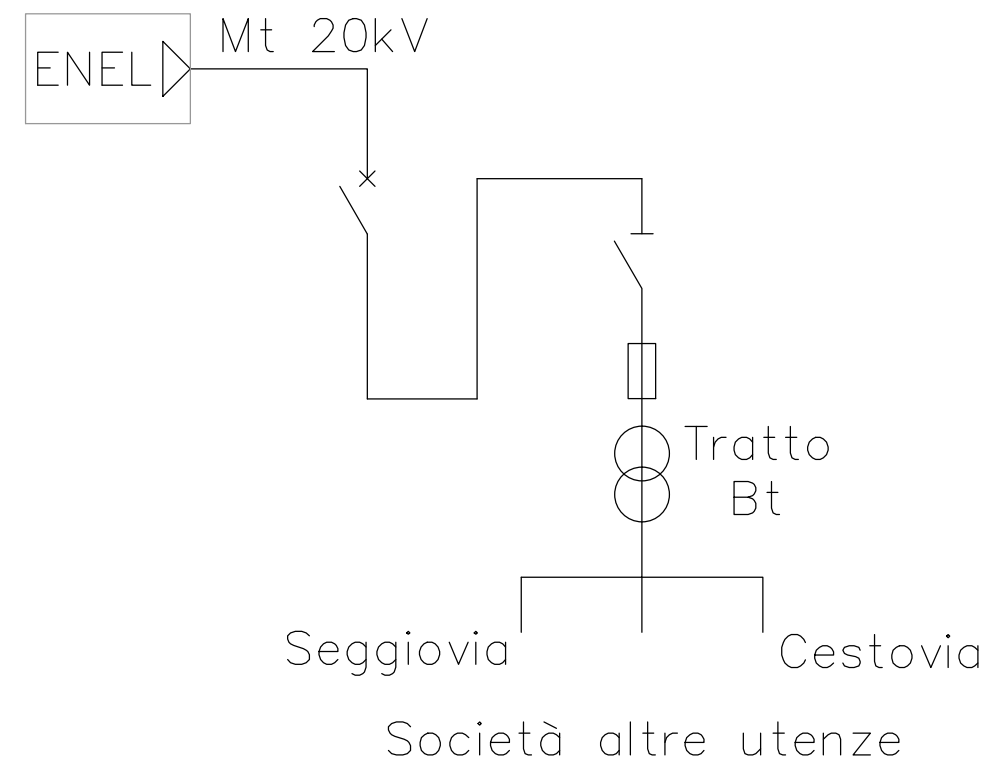 ENEL
Mt 20kV
Tratto
Bt
Seggiovia
Cestovia
Società altre utenze